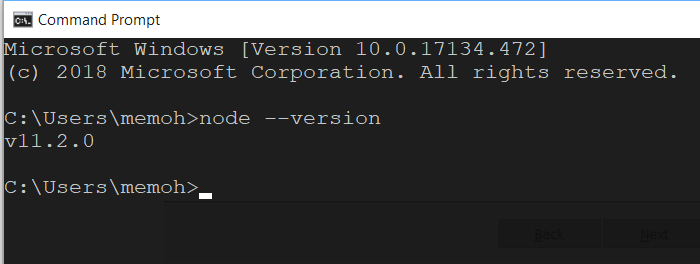 Command Prompt
Microsoft Windows [Version 10.0.17134.472]
(c) 2018 Microsoft Corporation. All rights reserved.
C:\Users\memoh>node --version
v11.2.0
C:\Users\memoh>
Back Next